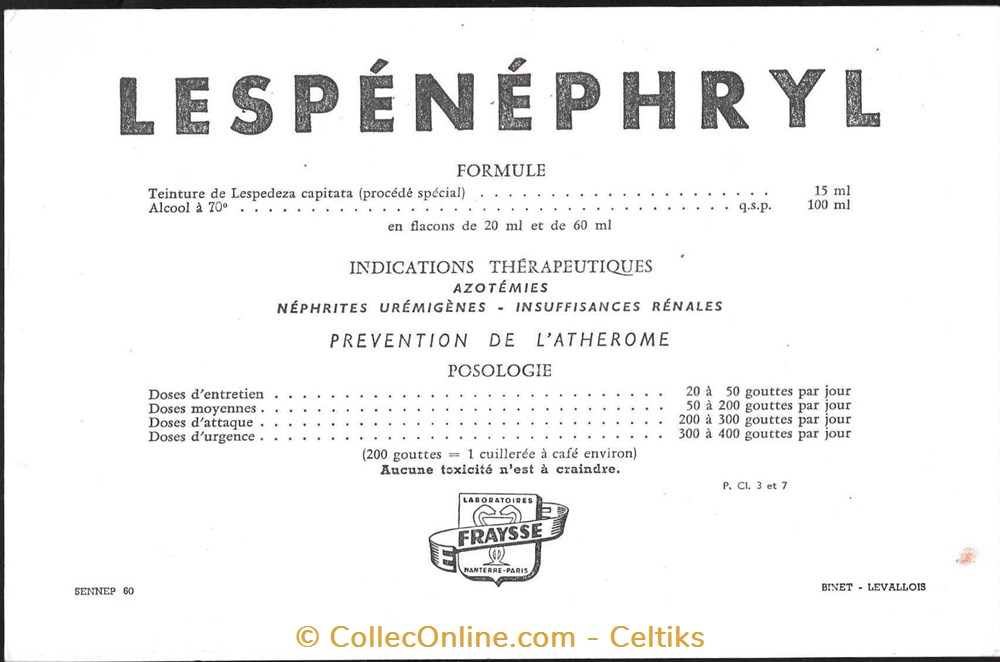 LESPÉNÉPHRYL
FORMULE
Teinture de Lespedeza capitata (procédé spécial) . . . . . . . . . . . . . . . . . . . . . . . 15 ml
Alcool à 70° . . . . . . . . . . . . . . . . . . . . . . . . . . . . . . . . . . . . . . . q.s.p. 100 ml
en flacons de 20 ml et de 60 ml
INDICATIONS THÉRAPEUTIQUES
AZOTÉMIES
NÉPHRITES URÉMIGÈNES - INSUFFISANCES RÉNALES
PREVENTION DE L'ATHEROME
POSOLOGIE
Doses d'entretien . . . . . . . . . . . . . . . . . . . . . . . . . . . . . . . 20 à 50 gouttes par jour
Doses moyennes . . . . . . . . . . . . . . . . . . . . . . . . . . . . . . . 50 à 200 gouttes par jour
Doses d'attaque . . . . . . . . . . . . . . . . . . . . . . . . . . . . . . . 200 à 300 gouttes par jour
Doses d'urgence . . . . . . . . . . . . . . . . . . . . . . . . . . . . . . . 300 à 400 gouttes par jour
(200 gouttes = 1 cuillerée à café environ)
Aucune toxicité n'est à craindre.
P. Cl. 3 et 7
LABORATOIRES
FRAYSSE
NANTERRE-PARIS
SENNEP 60
BINET - LEVALLOIS
© CollecOnline.com - Celtiks